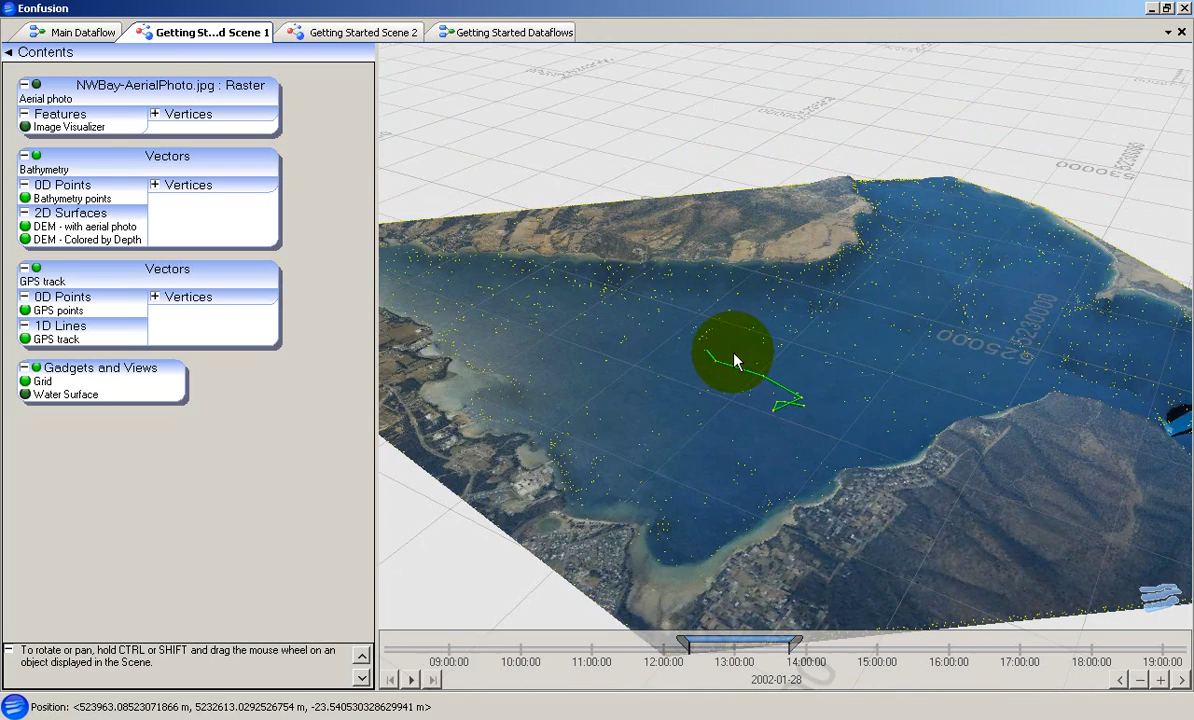 Eonfusion
Main Dataflow
Getting St...d Scene 1
Getting Started Scene 2
Getting Started Dataflows
Contents
NWBay-AerialPhoto.jpg : Raster
Aerial photo
Features
Vertices
Image Visualizer
Vectors
Bathymetry
0D Points
Vertices
Bathymetry points
2D Surfaces
DEM - with aerial photo
DEM - Colored by Depth
Vectors
GPS track
0D Points
Vertices
GPS points
1D Lines
GPS track
Gadgets and Views
Grid
Water Surface
530000
5230000
525000
5230000
To rotate or pan, hold CTRL or SHIFT and drag the mouse wheel on an
object displayed in the Scene.
09:00:00 10:00:00 11:00:00 12:00:00 13:00:00 14:00:00 15:00:00 16:00:00 17:00:00 18:00:00 19:00:00
2002-01-28
Position: <523963.08523071866 m, 5232613.0292526754 m, -23.540530328629941 m>